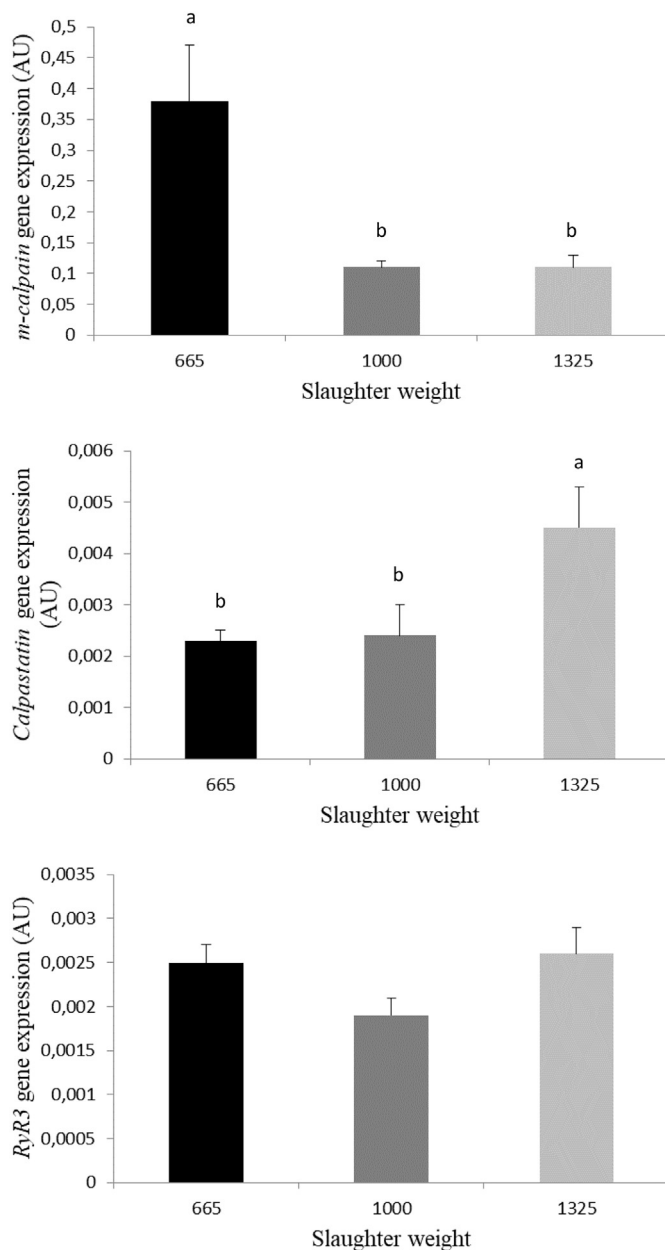 a
0,5
0,45
0,4
0,35
0,3
0,25
0,2
0,15
0,1
0,05
0
m-calpain gene expression (AU)
b
b
665 1000 1325
Slaughter weight
0,006
0,005
0,004
0,003
0,002
0,001
0
Calpastatin gene expression
(AU)
b
b
a
665 1000 1325
Slaughter weight
0,0035
0,003
0,0025
0,002
0,0015
0,001
0,0005
0
RyR3 gene expression (AU)
665 1000 1325
Slaughter weight